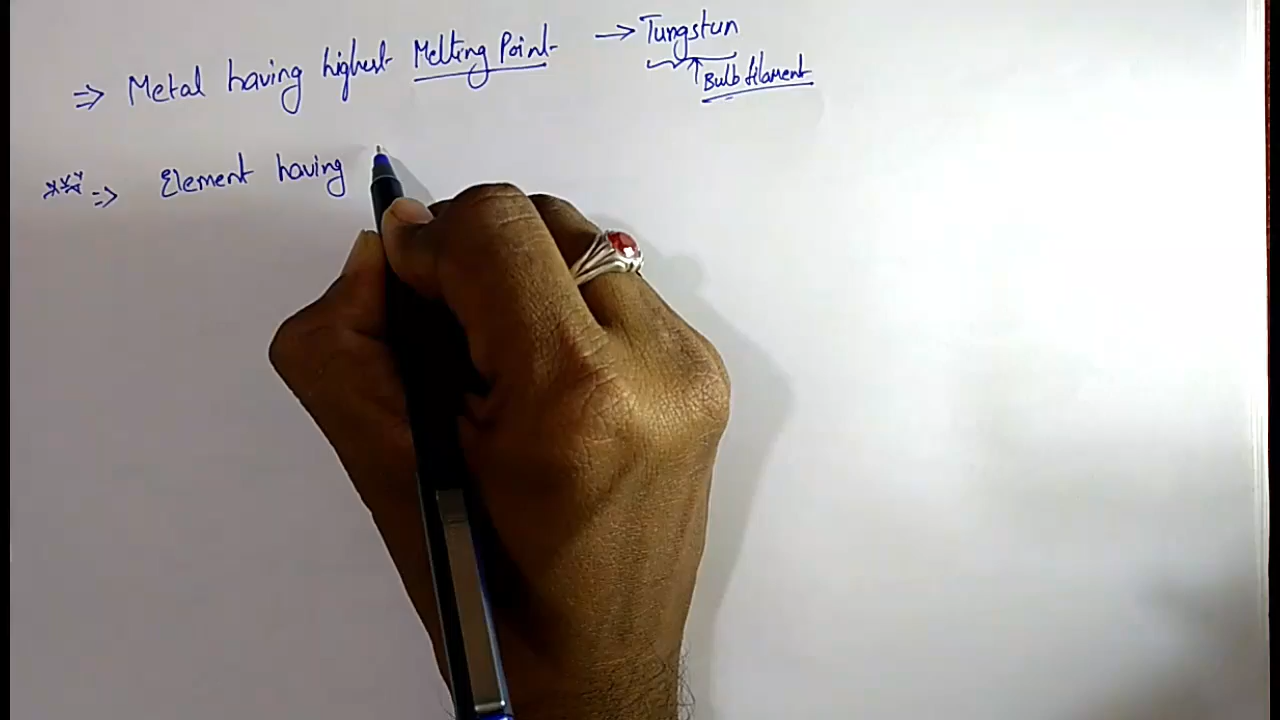 ⇒ Metal having highest Melting Point → Tungstun
Bulb filament
*** ⇒ Element having